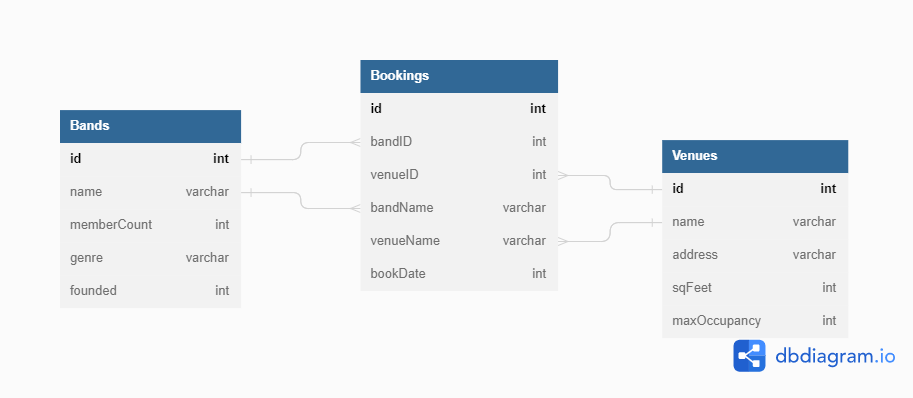 Bands
id int
name varchar
memberCount int
genre varchar
founded int
Bookings
id int
bandID int
venueID int
bandName varchar
venueName varchar
bookDate int
Venues
id int
name varchar
address varchar
sqFeet int
maxOccupancy int
dbdiagram.io